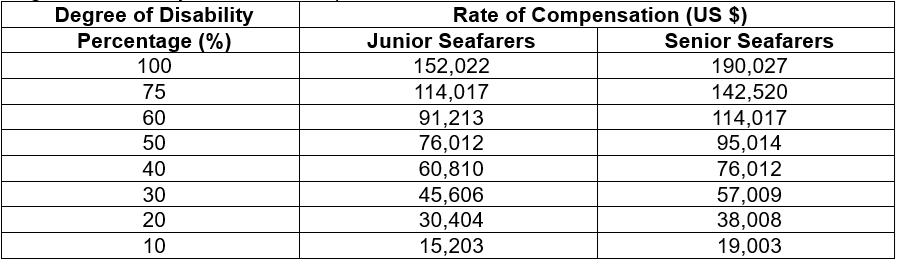 Degree of Disability Rate of Compensation (US $)
Percentage (%) Junior Seafarers Senior Seafarers
100 152,022 190,027
75 114,017 142,520
60 91,213 114,017
50 76,012 95,014
40 60,810 76,012
30 45,606 57,009
20 30,404 38,008
10 15,203 19,003